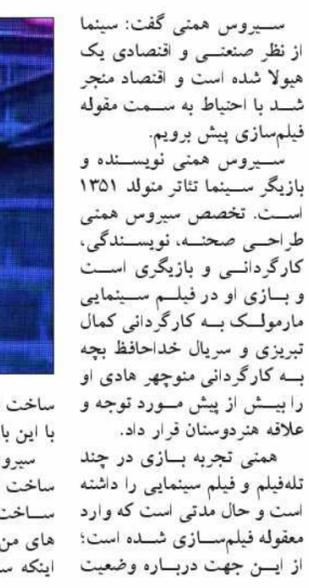 سیروس همتی گفت: سینما
از نظر صنعتی و اقتصادی یک
هیولا شده است و اقتصاد منجر
شد با احتیاط به سمت مقوله
فیلم‌سازی پیش برویم.
سیروس همتی نویسنده و
بازیگر سینما تئاتر متولد ۱۳۵۱
است. تخصص سیروس همتی
طراحی صحنه، نویسندگی،
کارگردانی و بازیگری است
و بازی او در فیلم سینمایی
مارمولک به کارگردانی کمال
تبریزی و سریال خداحافظ بچه
به کارگردانی منوچهر هادی او
را بیش از پیش مورد توجه و
علاقه هنردوستان قرار داد.
همتی تجربه بازی در چند
تله‌فیلم و فیلم سینمایی را داشته
است و حال مدتی است که وارد
معقوله فیلم‌سازی شده است؛
از این جهت درباره وضعیت
ساخت
با این با
سیرو
ساخت
ساخت
های من
اینکه س